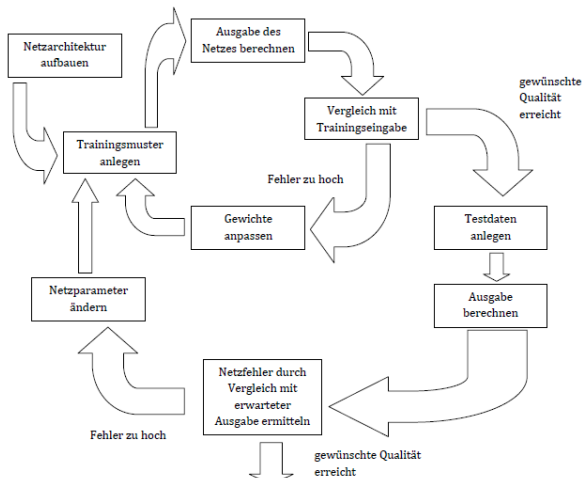 Netzarchitektur
aufbauen
Ausgabe des
Netzes berechnen
Trainingsmuster
anlegen
Vergleich mit
Trainingseingabe
gewünschte
Qualität
erreicht
Fehler zu hoch
Gewichte
anpassen
Testdaten
anlegen
Netzparameter
ändern
Ausgabe
berechnen
Netzfehler durch
Vergleich mit
erwarteter
Ausgabe ermitteln
Fehler zu hoch
gewünschte Qualität
erreicht